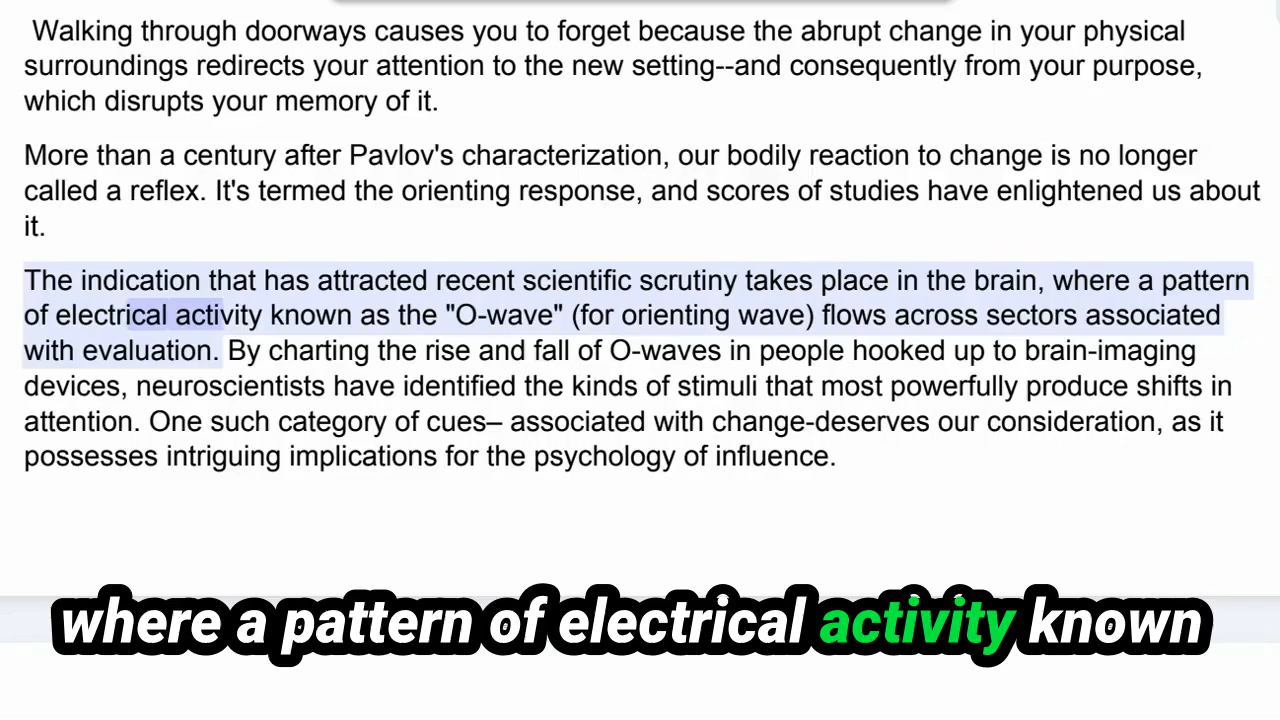 Walking through doorways causes you to forget because the abrupt change in your physical
surroundings redirects your attention to the new setting--and consequently from your purpose,
which disrupts your memory of it.
More than a century after Pavlov's characterization, our bodily reaction to change is no longer
called a reflex. It's termed the orienting response, and scores of studies have enlightened us about
it.
The indication that has attracted recent scientific scrutiny takes place in the brain, where a pattern
of electrical activity known as the "O-wave" (for orienting wave) flows across sectors associated
with evaluation. By charting the rise and fall of O-waves in people hooked up to brain-imaging
devices, neuroscientists have identified the kinds of stimuli that most powerfully produce shifts in
attention. One such category of cues– associated with change-deserves our consideration, as it
possesses intriguing implications for the psychology of influence.
where a pattern of electrical activity known